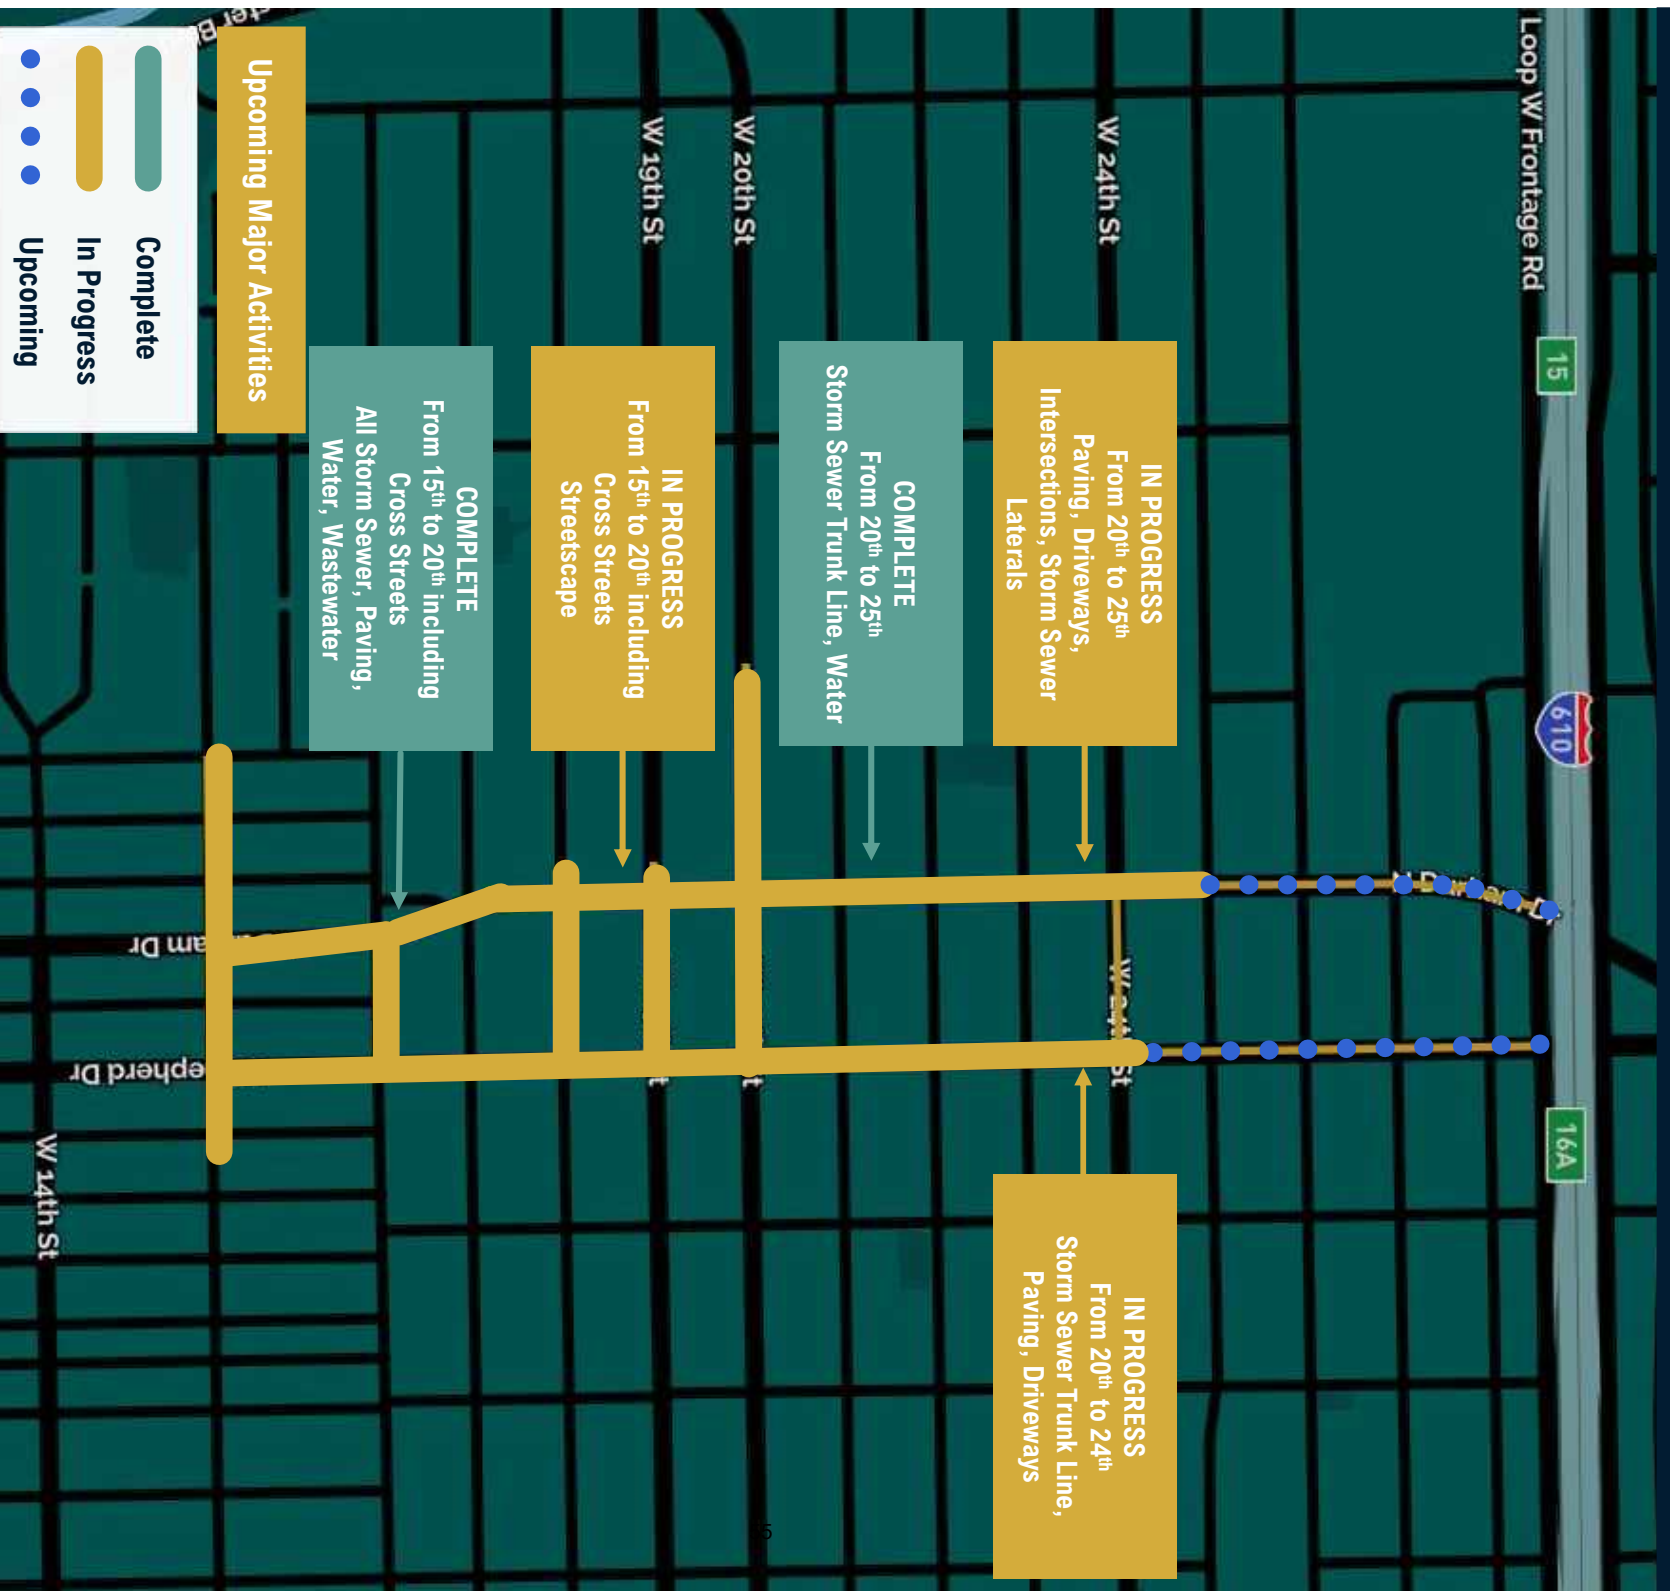 Loop W Frontage Rd
15
610
16A
IN PROGRESS
From 20th to 25th
Paving, Driveways,
Intersections, Storm Sewer
Laterals
W 24th St
COMPLETE
From 20th to 25th
Storm Sewer Trunk Line, Water
W 20th St
IN PROGRESS
From 15th to 20th including
Cross Streets
Streetscape
W 19th St
COMPLETE
From 15th to 20th including
Cross Streets
All Storm Sewer, Paving,
Water, Wastewater
IN PROGRESS
From 20th to 24th
Storm Sewer Trunk Line,
Paving, Driveways
W 24th St
Upcoming Major Activities
Complete
In Progress
Upcoming
W 14th St